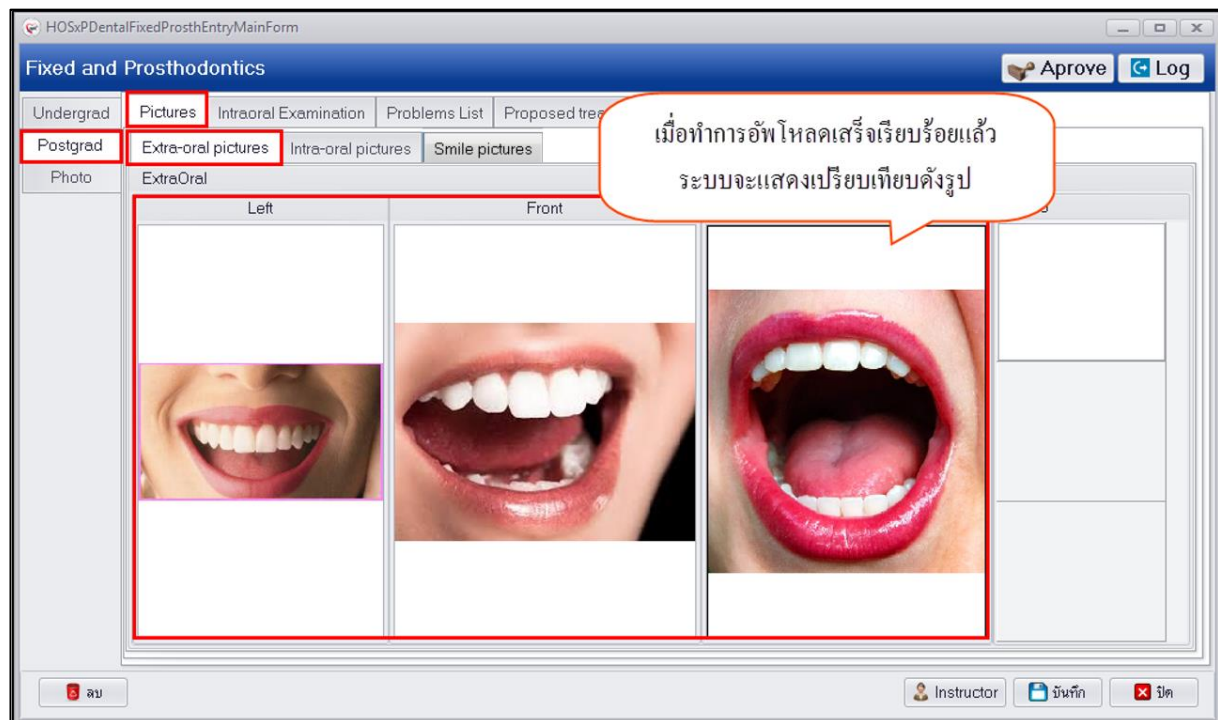 HOSxPDentalFixedProsthEntryMainForm
Fixed and Prosthodontics
Aprove
Log
Undergrad
Postgrad
Photo
Pictures
Intraoral Examination
Problems List
Proposed
Extra-oral pictures
Intra-oral pictures
Smile pictures
ExtraOral
Left
Front
เมื่อทำการอัพโหลดเสร็จเรียบร้อยแล้ว
ระบบจะแสดงเปรียบเทียบดังรูป
ลบ
Instructor
บันทึก
ปิด